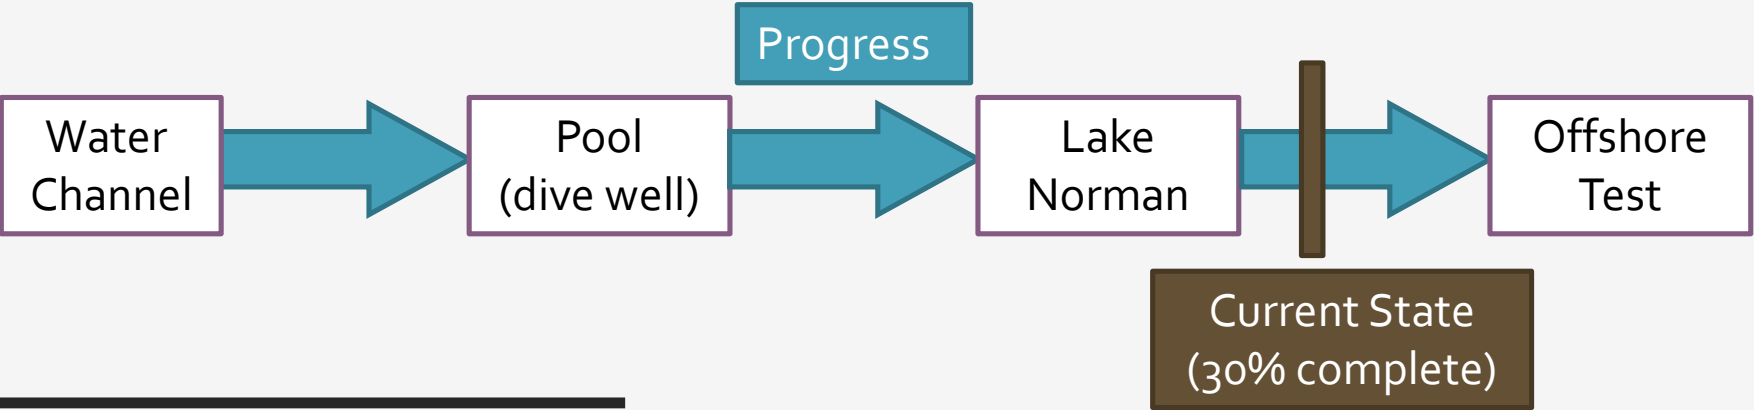 Progress
Water
Channel
Pool
(dive well)
Lake
Norman
Offshore
Test
Current State
(30% complete)